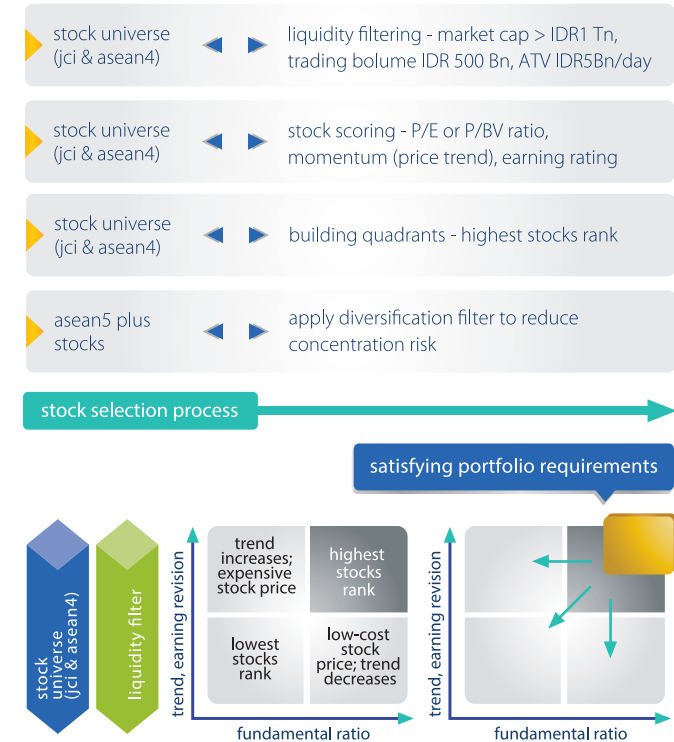 stock universe
(jci & asean4)
liquidity filtering - market cap > IDR1 Tn,
trading bolume IDR 500 Bn, ATV IDR5Bn/day
stock universe
(jci & asean4)
stock scoring - P/E or P/BV ratio,
momentum (price trend), earning rating
stock universe
(jci & asean4)
building quadrants - highest stocks rank
asean5 plus
stocks
apply diversification filter to reduce
concentration risk
stock selection process
satisfying portfolio requirements
stock
universe
(jci & asean4)
liquidity filter
trend, earning revision
trend
increases;
expensive
stock price
highest
stocks
rank
lowest
stocks
rank
low-cost
stock
price; trend
decreases
fundamental ratio
trend, earning revision
fundamental ratio